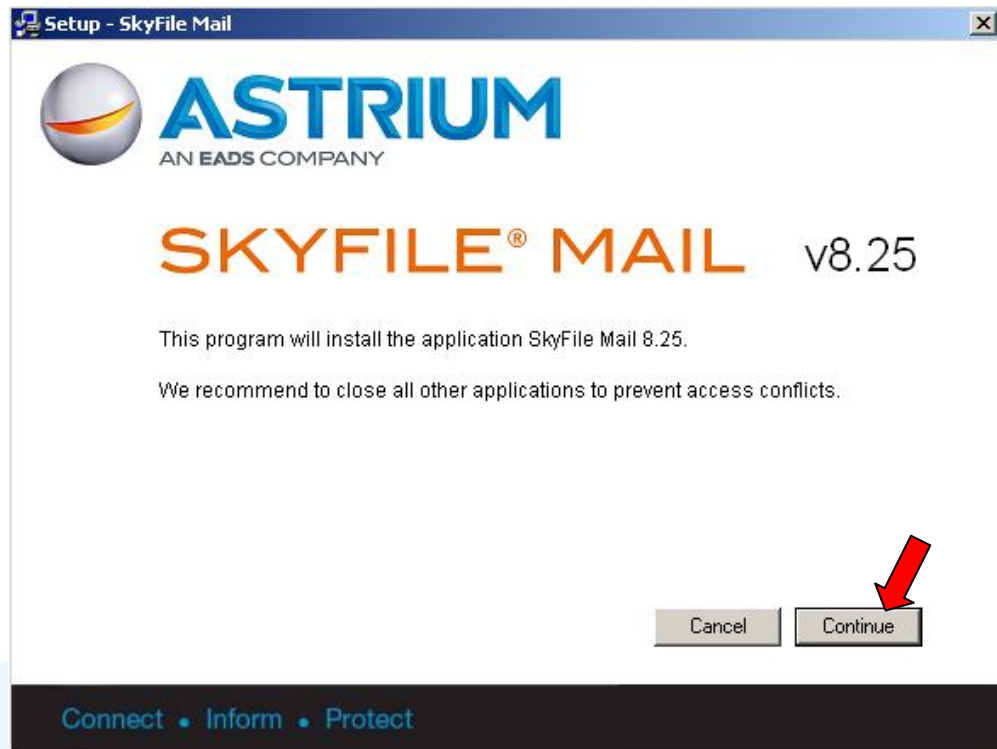 Setup - SkyFile Mail
ASTRIUM
AN EADS COMPANY
SKYFILE® MAIL v8.25
This program will install the application SkyFile Mail 8.25.
We recommend to close all other applications to prevent access conflicts.
Cancel Continue
Connect • Inform • Protect